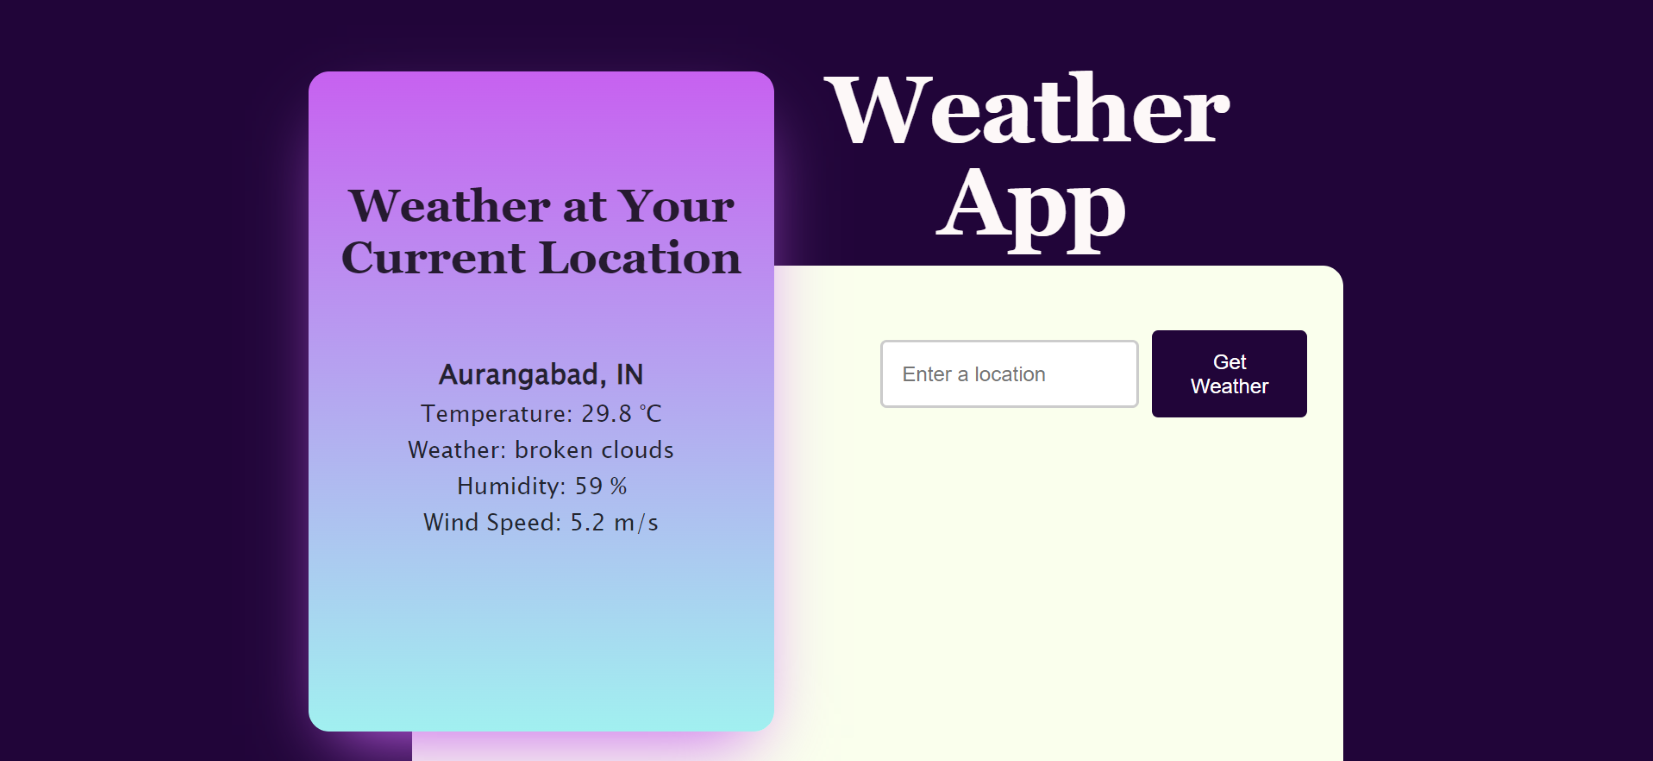 Weather
App
Weather at Your
Current Location
Aurangabad, IN
Temperature: 29.8 °C
Weather: broken clouds
Humidity: 59 %
Wind Speed: 5.2 m/s
Enter a location
Get
Weather